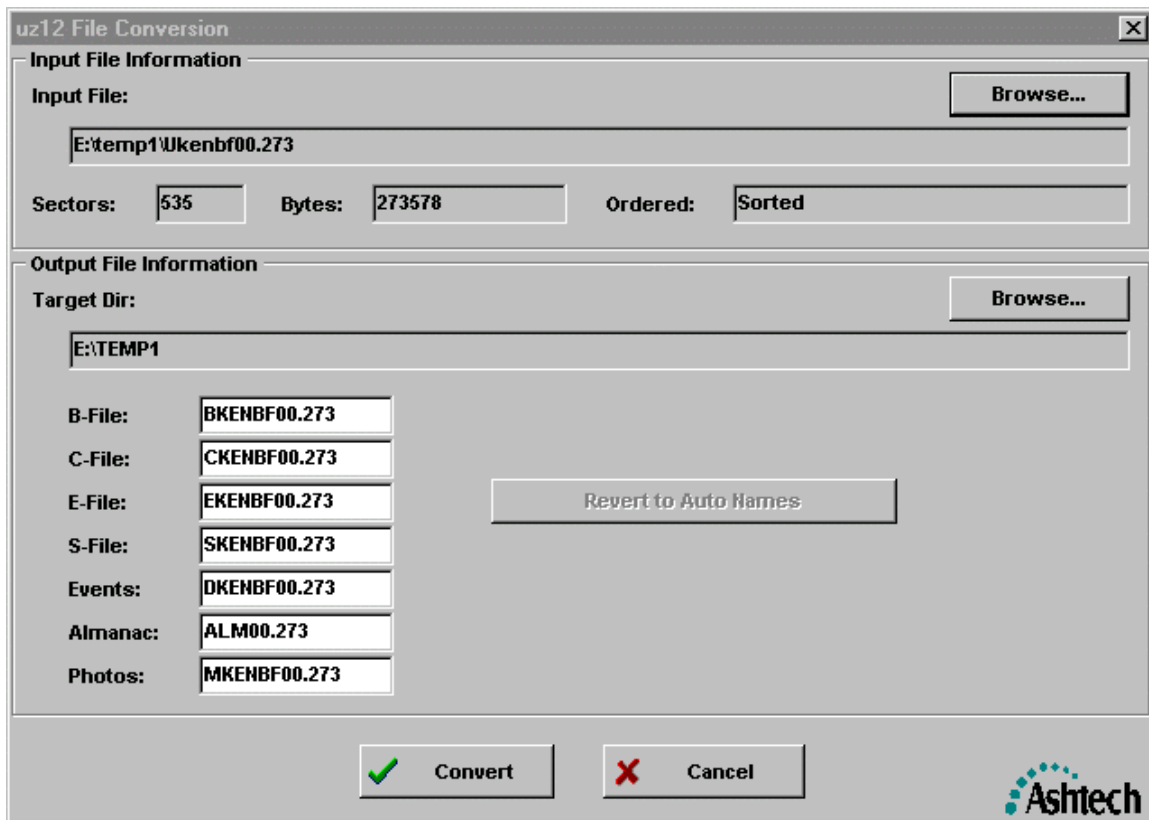 uz12 File Conversion
Input File Information
Input File:
Browse...
E:\temp1\Ukenbf00.273
Sectors: 535 Bytes: 273578 Ordered: Sorted
Output File Information
Target Dir:
Browse...
E:\TEMP1
B-File: BKENBF00.273
C-File: CKENBF00.273
E-File: EKENBF00.273
Revert to Auto Names
S-File: SKENBF00.273
Events: DKENBF00.273
Almanac: ALM00.273
Photos: MKENBF00.273
Convert Cancel
Ashtech